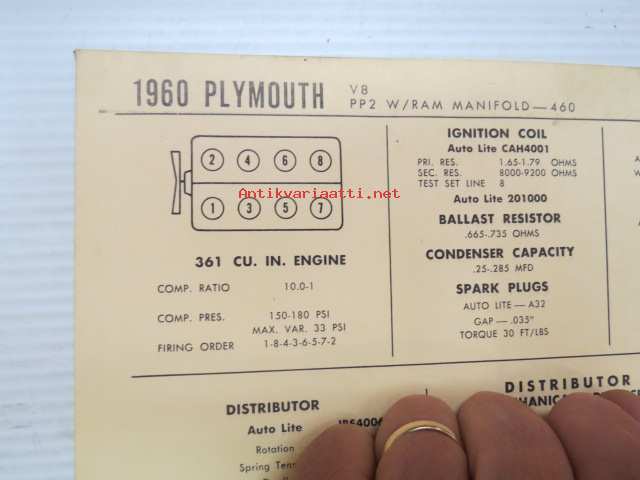 1960 PLYMOUTH
V8
PP2 W/RAM MANIFOLD—460
2 4 6 8
Antikvariaatti.net
1 3 5 7
361 CU. IN. ENGINE
COMP. RATIO 10.0-1
COMP. PRES. 150-180 PSI
MAX. VAR. 33 PSI
FIRING ORDER 1-8-4-3-6-5-7-2
IGNITION COIL
Auto Lite CAH4001
PRI. RES. 1.65-1.79 OHMS
SEC. RES. 8000-9200 OHMS
TEST SET LINE 8
Auto Lite 201000
BALLAST RESISTOR
.665-.735 OHMS
CONDENSER CAPACITY
.25-.285 MFD
SPARK PLUGS
AUTO LITE—A32
GAP—.035"
TORQUE 30 FT/LBS
DISTRIBUTOR
Auto Lite
Rotation
Spring
DISTRIBUTOR